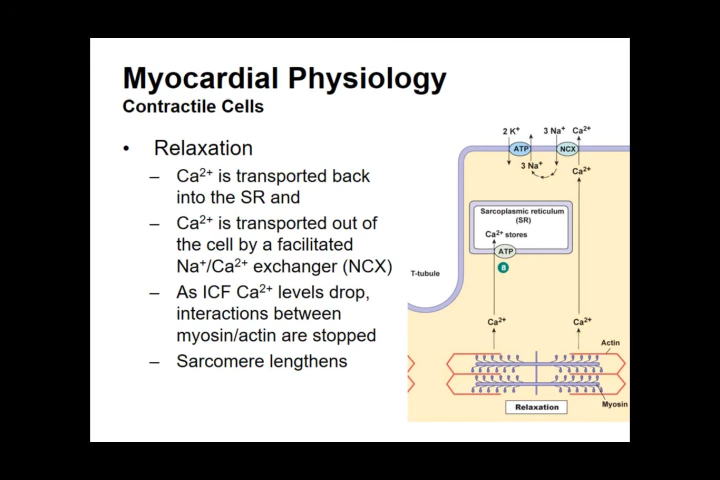 Myocardial Physiology
Contractile Cells
• Relaxation
– Ca²⁺ is transported back
into the SR and
– Ca²⁺ is transported out of
the cell by a facilitated
Na⁺/Ca²⁺ exchanger (NCX)
– As ICF Ca²⁺ levels drop,
interactions between
myosin/actin are stopped
– Sarcomere lengthens
2 K⁺
3 Na⁺
Ca²⁺
ATP
NCX
3 Na⁺
Ca²⁺
Sarcoplasmic reticulum
(SR)
Ca²⁺ stores
ATP
8
T-tubule
Ca²⁺
Ca²⁺
Actin
Myosin
Relaxation